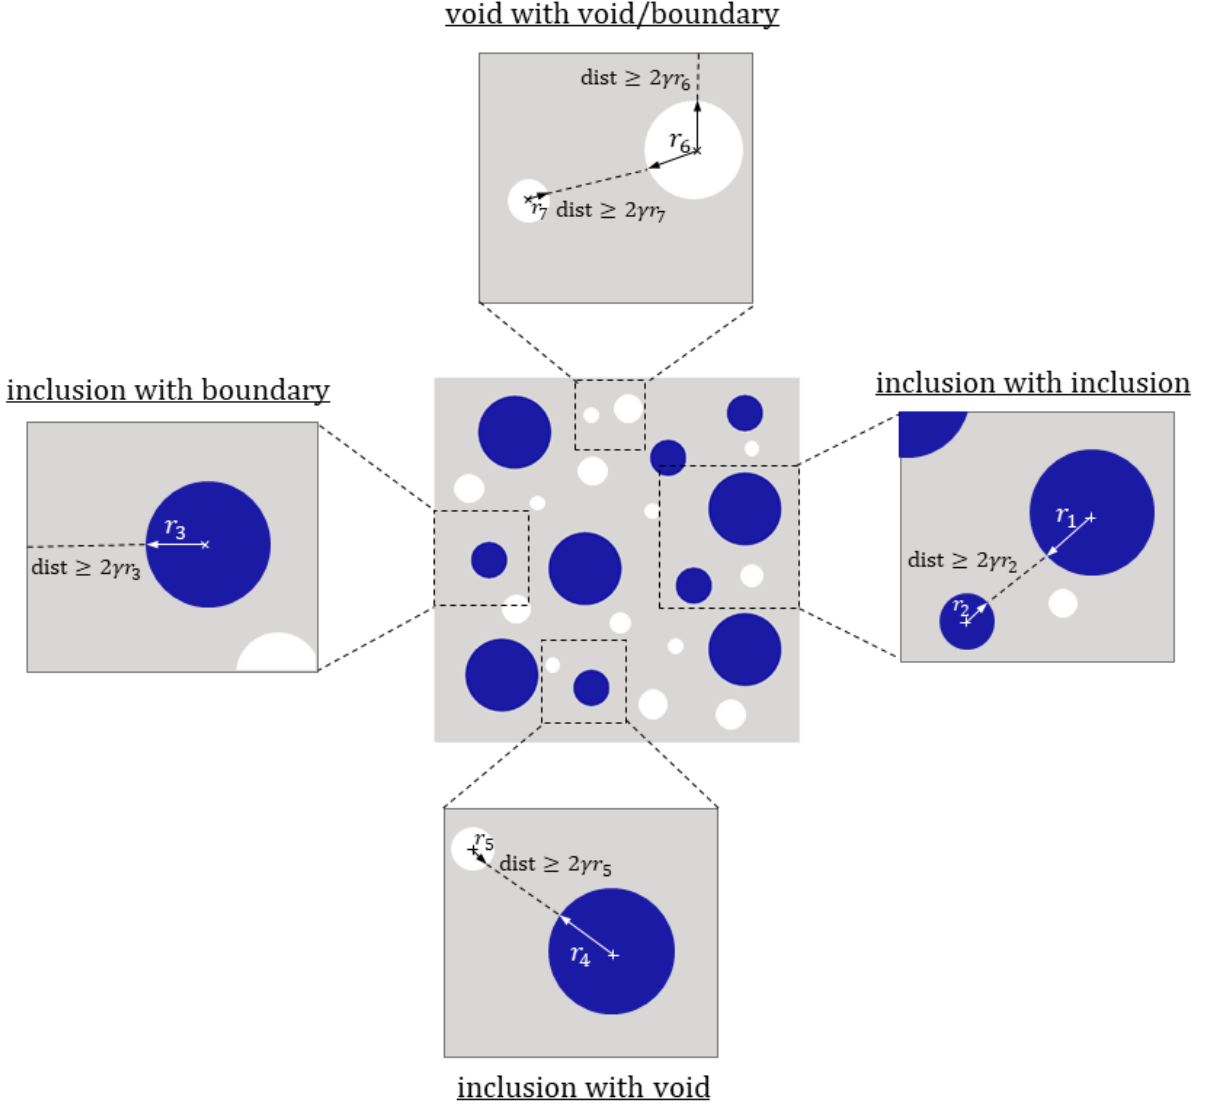 void with void/boundary
dist ≥ 2γr₆
r₆
r₇ dist ≥ 2γr₇
inclusion with boundary
r₃
dist ≥ 2γr₃
inclusion with inclusion
r₁
dist ≥ 2γr₂
r₂
r₅
dist ≥ 2γr₅
r₄
inclusion with void